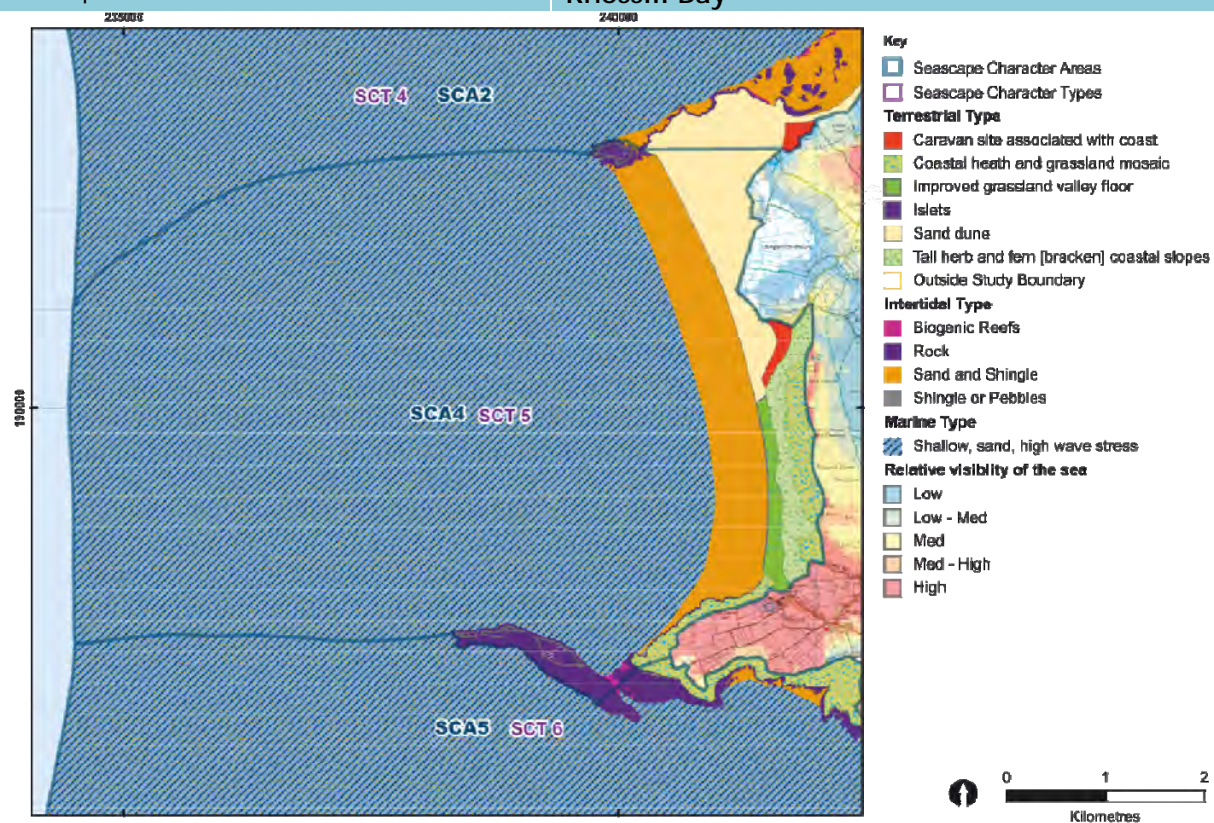 235000 240000
Key
Seascape Character Areas
Seascape Character Types
Terrestrial Type
Caravan site associated with coast
Coastal heath and grassland mosaic
Improved grassland valley floor
Islets
Sand dune
Tall herb and fern [bracken] coastal slopes
Outside Study Boundary
Intertidal Type
Biogenic Reefs
Rock
Sand and Shingle
Shingle or Pebbles
Marine Type
Shallow, sand, high wave stress
Relative visiblity of the sea
Low
Low - Med
Med
Med - High
High
SCT 4 SCA2
190000
SCA4 SCT 5
SCA5 SCT 6
0 1 2
Kilometres